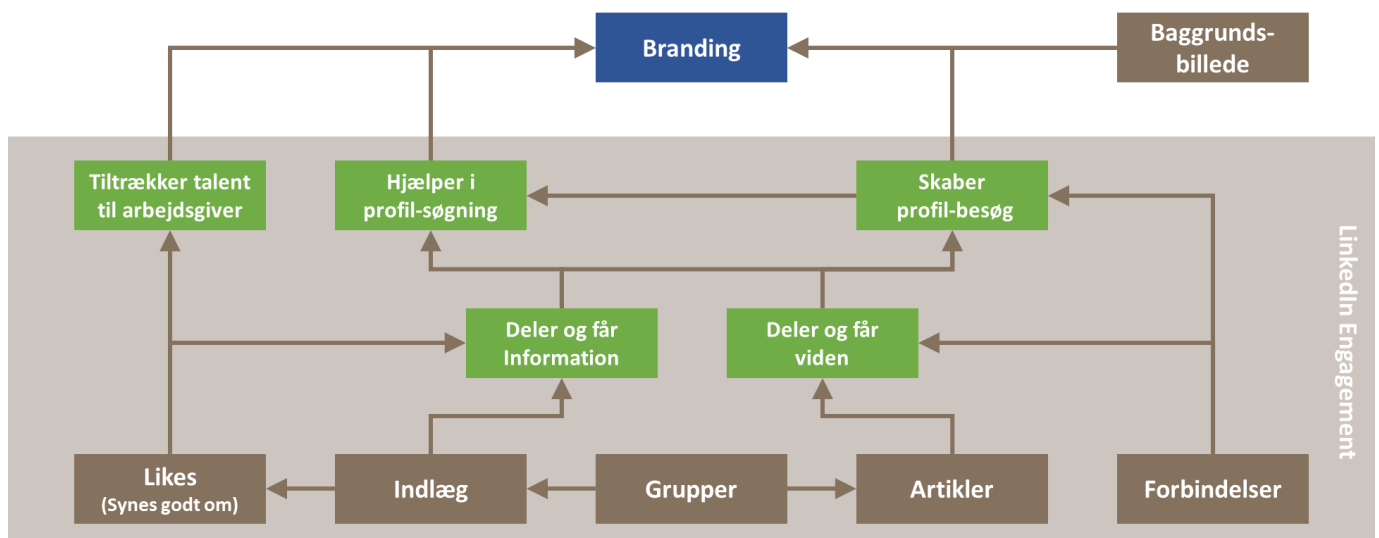 Branding
Baggrunds-
billede
Tiltrækker talent
til arbejdsgiver
Hjælper i
profil-søgning
Skaber
profil-besøg
LinkedIn Engagement
Deler og får
Information
Deler og får
viden
Likes
(Synes godt om)
Indlæg
Grupper
Artikler
Forbindelser